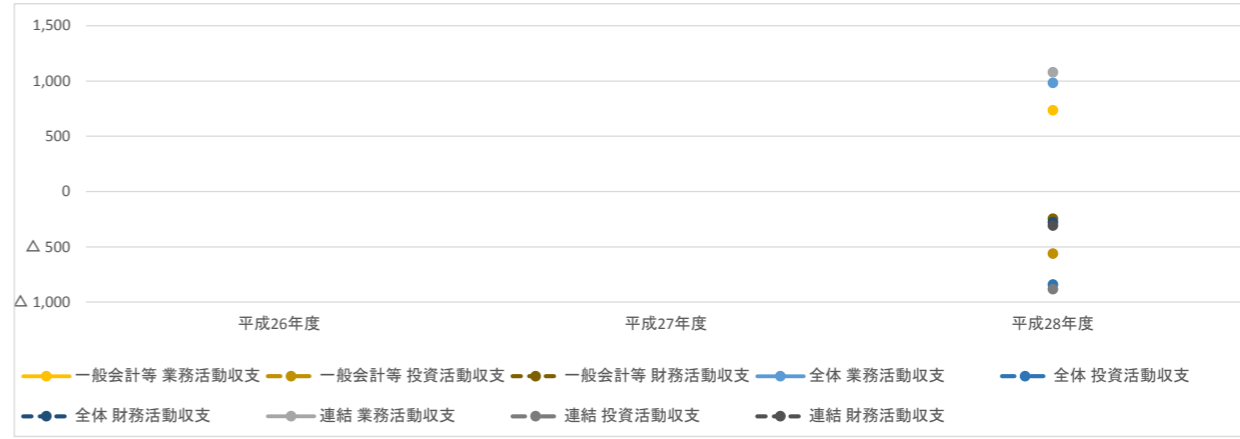 1,500
1,000
500
0
△ 500
△ 1,000
平成26年度 平成27年度 平成28年度
一般会計等 業務活動収支 一般会計等 投資活動収支 一般会計等 財務活動収支 全体 業務活動収支 全体 投資活動収支
全体 財務活動収支 連結 業務活動収支 連結 投資活動収支 連結 財務活動収支